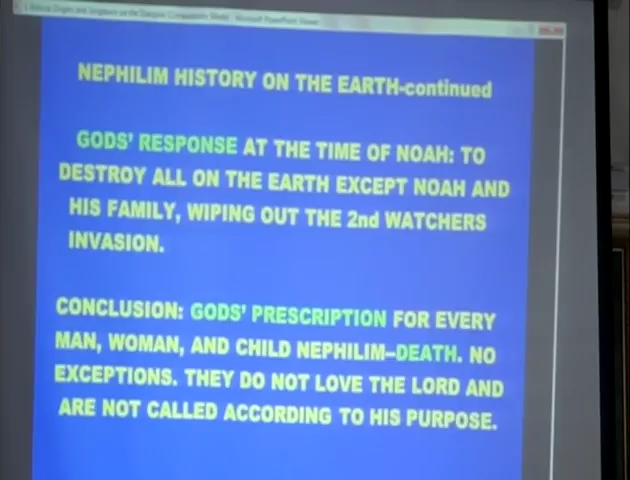 NEPHILIM HISTORY ON THE EARTH-continued
GODS' RESPONSE AT THE TIME OF NOAH: TO
DESTROY ALL ON THE EARTH EXCEPT NOAH AND
HIS FAMILY, WIPING OUT THE 2nd WATCHERS
INVASION.
CONCLUSION: GODS' PRESCRIPTION FOR EVERY
MAN, WOMAN, AND CHILD NEPHILIM–DEATH. NO
EXCEPTIONS. THEY DO NOT LOVE THE LORD AND
ARE NOT CALLED ACCORDING TO HIS PURPOSE.